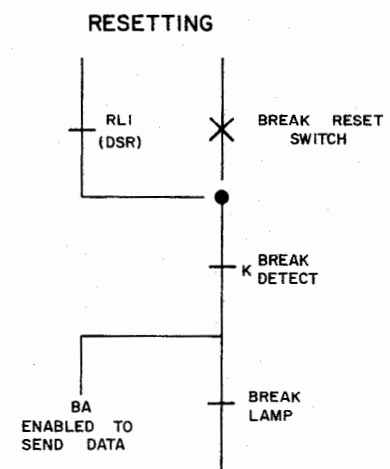 RESETTING
RL1
(DSR)
BREAK RESET
SWITCH
K BREAK
DETECT
BA
ENABLED TO
SEND DATA
BREAK
LAMP